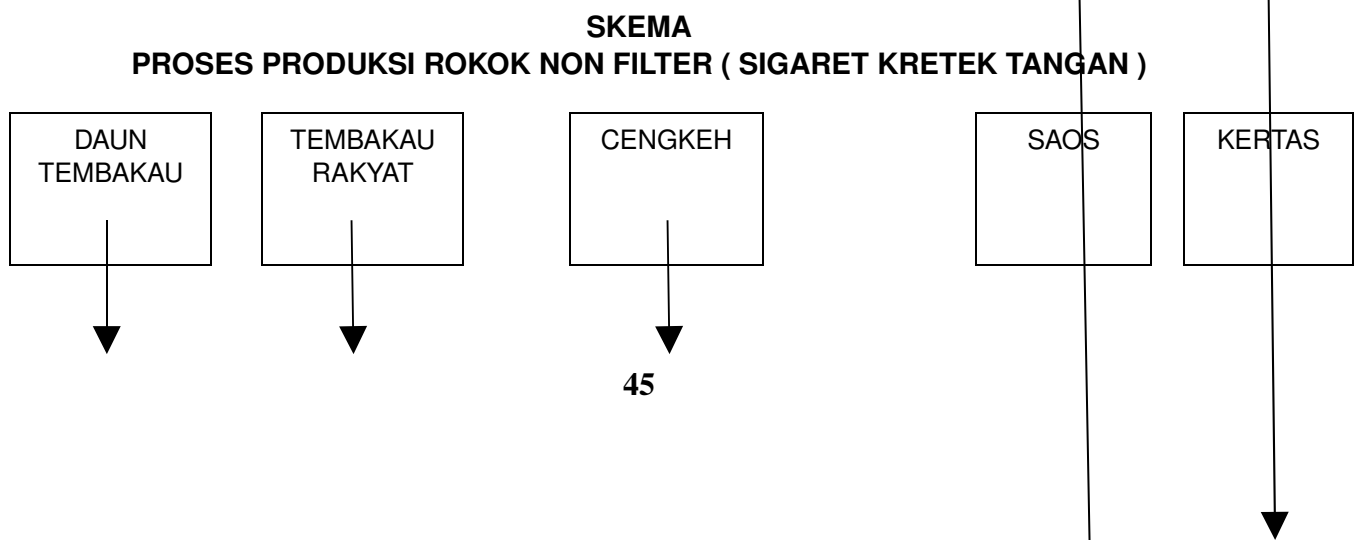 SKEMA
PROSES PRODUKSI ROKOK NON FILTER ( SIGARET KRETEK TANGAN )
DAUN
TEMBAKAU
TEMBAKAU
RAKYAT
CENGKEH
SAOS
KERTAS
45